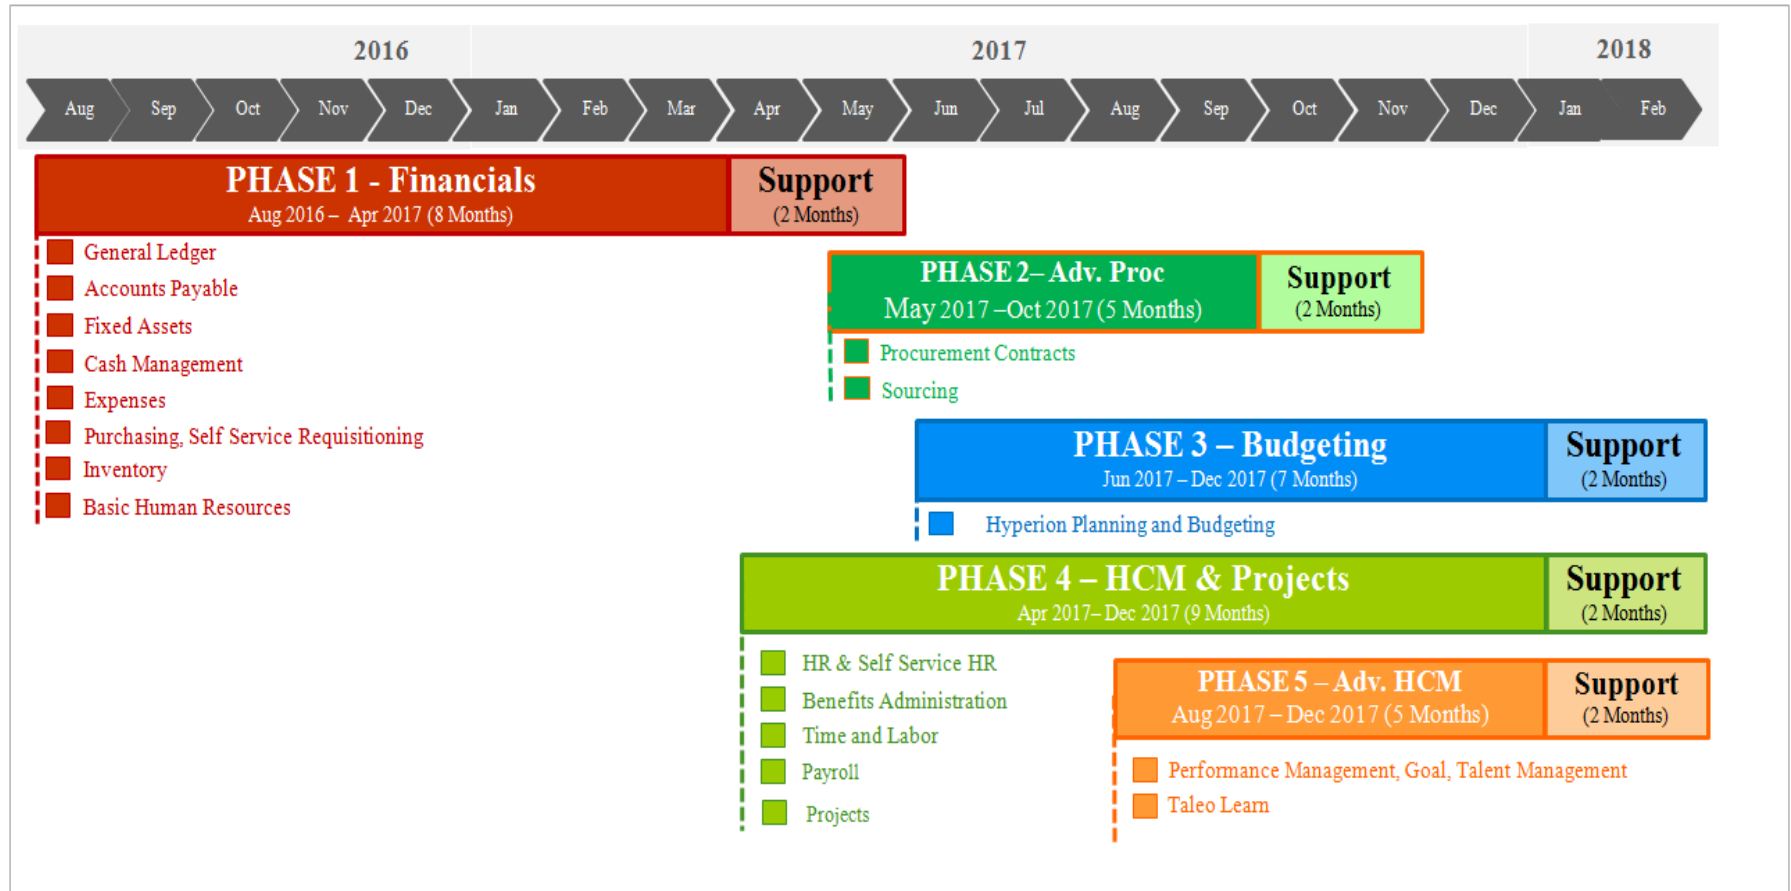 2016 2017 2018
Aug Sep Oct Nov Dec Jan Feb Mar Apr May Jun Jul Aug Sep Oct Nov Dec Jan Feb
PHASE 1 - Financials
Aug 2016 – Apr 2017 (8 Months)
Support
(2 Months)
General Ledger
Accounts Payable
Fixed Assets
Cash Management
Expenses
Purchasing, Self Service Requisitioning
Inventory
Basic Human Resources
PHASE 2– Adv. Proc
May 2017 –Oct 2017 (5 Months)
Support
(2 Months)
Procurement Contracts
Sourcing
PHASE 3 – Budgeting
Jun 2017 – Dec 2017 (7 Months)
Support
(2 Months)
Hyperion Planning and Budgeting
PHASE 4 – HCM & Projects
Apr 2017– Dec 2017 (9 Months)
Support
(2 Months)
HR & Self Service HR
Benefits Administration
Time and Labor
Payroll
Projects
PHASE 5 – Adv. HCM
Aug 2017 – Dec 2017 (5 Months)
Support
(2 Months)
Performance Management, Goal, Talent Management
Taleo Learn